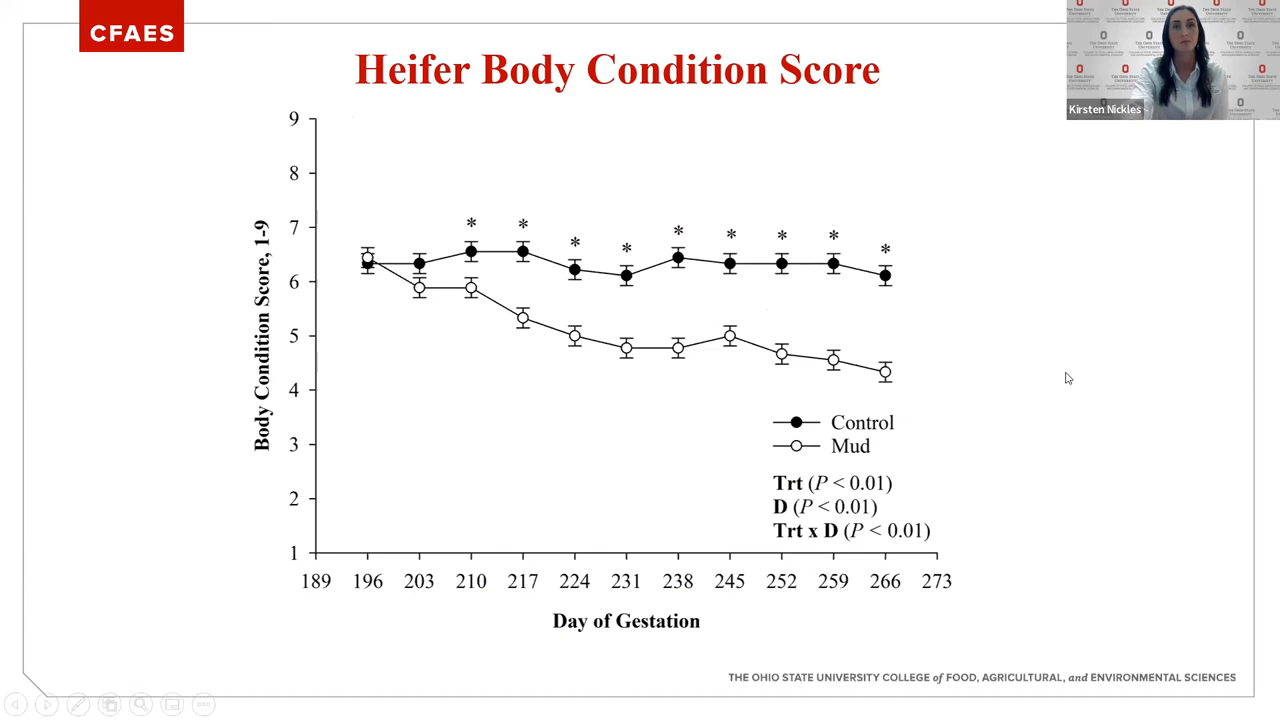 CFAES
Heifer Body Condition Score
Kirsten Nickles
Body Condition Score, 1-9
9
8
7
6
5
4
3
2
1
* * * * * * * * *
Control
Mud
Trt (P < 0.01)
D (P < 0.01)
Trt x D (P < 0.01)
189 196 203 210 217 224 231 238 245 252 259 266 273
Day of Gestation
THE OHIO STATE UNIVERSITY COLLEGE of FOOD, AGRICULTURAL, and ENVIRONMENTAL SCIENCES